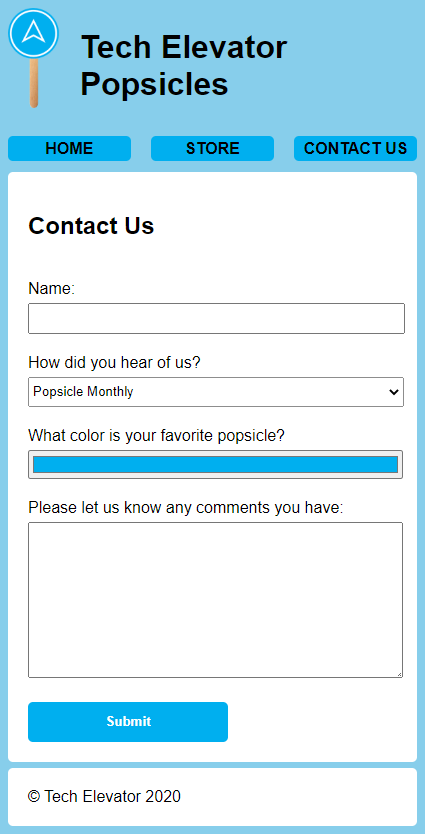 Tech Elevator
Popsicles
HOME STORE CONTACT US
Contact Us
Name:
How did you hear of us?
Popsicle Monthly
What color is your favorite popsicle?
Please let us know any comments you have:
Submit
© Tech Elevator 2020